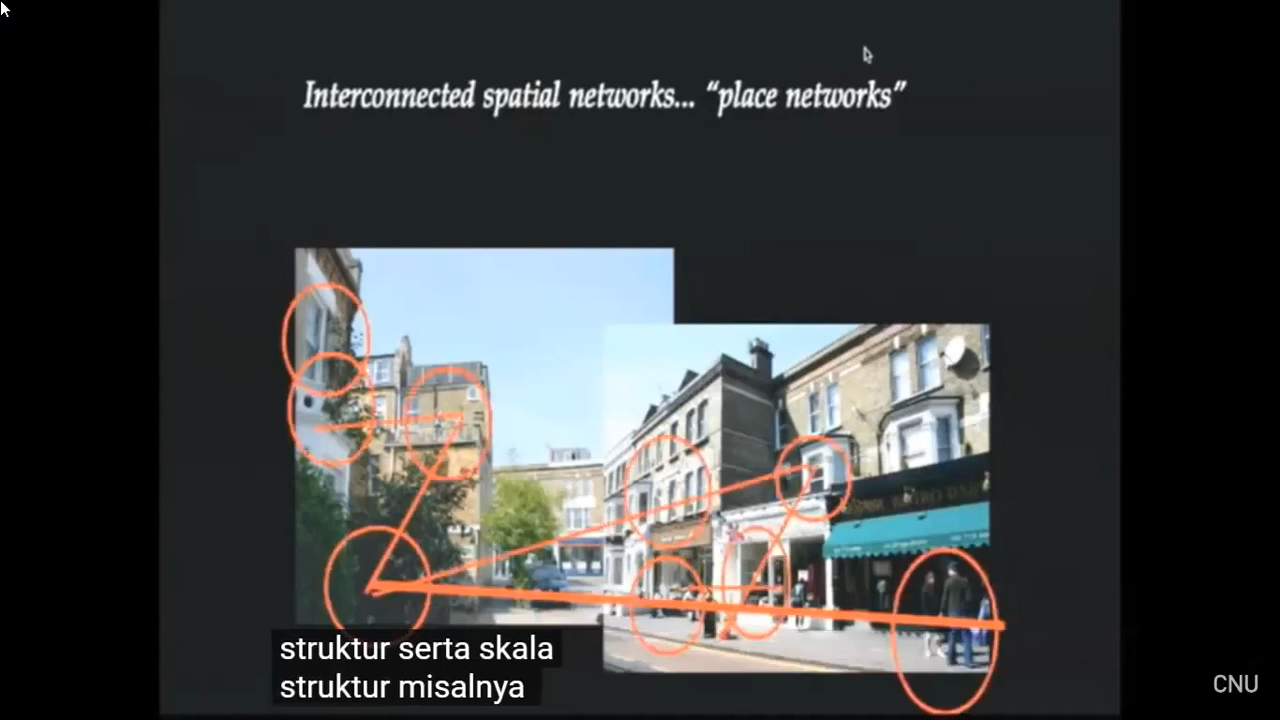 Interconnected spatial networks... “place networks”
struktur serta skala
struktur misalnya
CNU